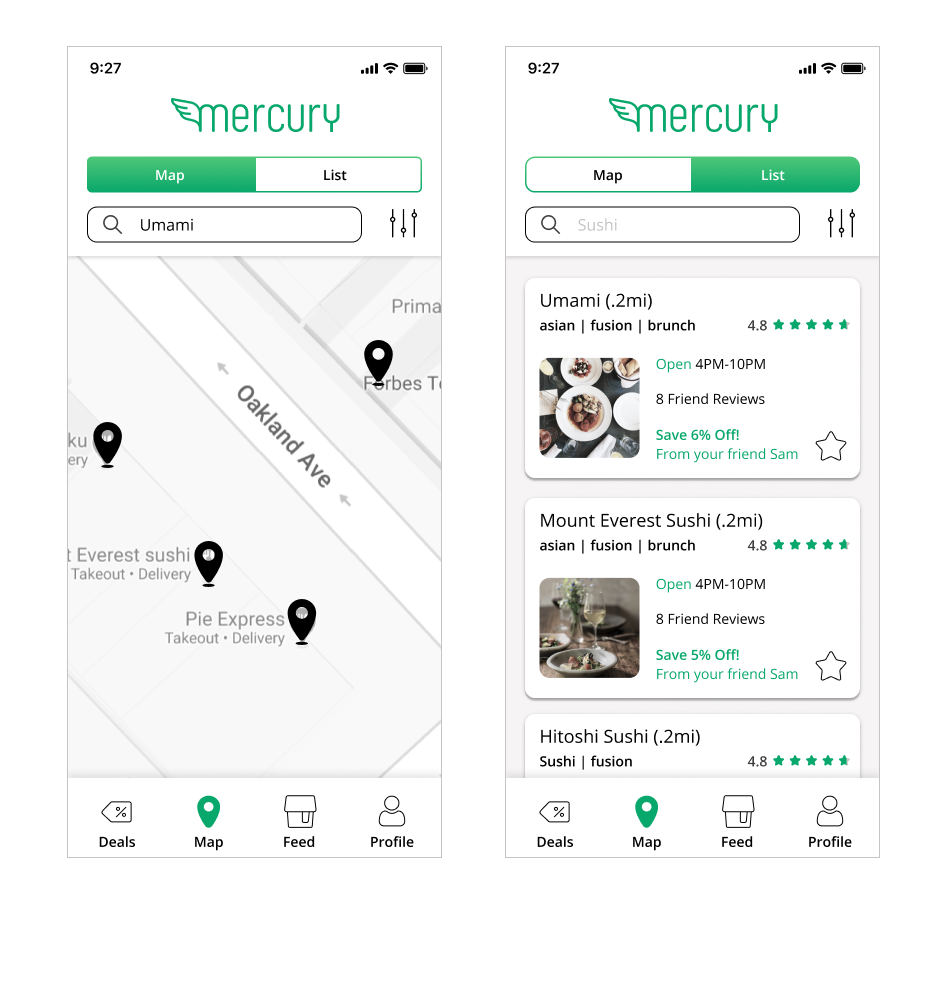 9:27
mercury
Map
List
Umami
Prima
Forbes To
Oakland Ave
ku
ery
t Everest sushi
Takeout • Delivery
Pie Express
Takeout • Delivery
Deals
Map
Feed
Profile
9:27
mercury
Map
List
Sushi
Umami (.2mi)
asian | fusion | brunch 4.8
Open 4PM-10PM
8 Friend Reviews
Save 6% Off!
From your friend Sam
Mount Everest Sushi (.2mi)
asian | fusion | brunch 4.8
Open 4PM-10PM
8 Friend Reviews
Save 5% Off!
From your friend Sam
Hitoshi Sushi (.2mi)
Sushi | fusion 4.8
Deals
Map
Feed
Profile